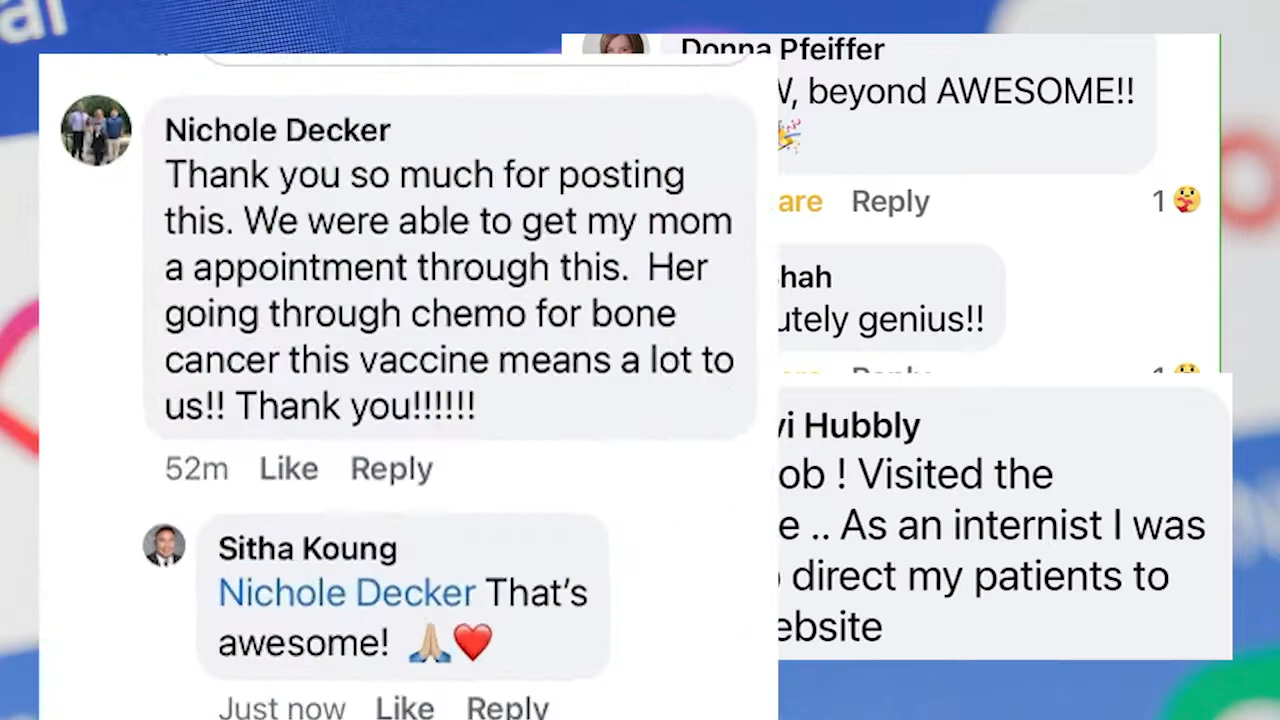 Nichole Decker
Thank you so much for posting
this. We were able to get my mom
a appointment through this. Her
going through chemo for bone
cancer this vaccine means a lot to
us!! Thank you!!!!!!
52m Like Reply
Sitha Koung
Nichole Decker That's
awesome! 🙏❤️
Just now Like Reply
Donna Pfeiffer
beyond AWESOME!!
🎉
Reply
1
genius!!
Hubbly
! Visited the
.. As an internist I was
direct my patients to